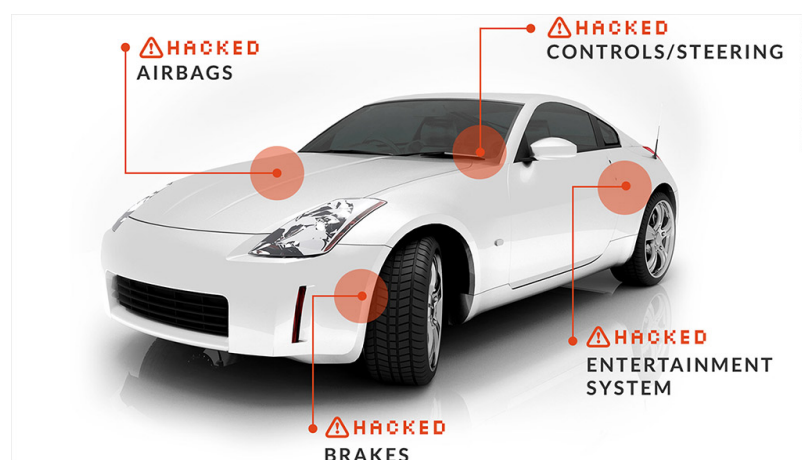 HACKED
CONTROLS/STEERING
HACKED
AIRBAGS
HACKED
ENTERTAINMENT
SYSTEM
HACKED
BRAKES